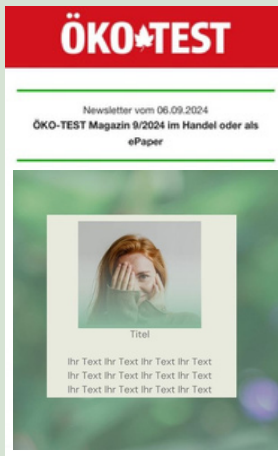 ÖKO TEST
Newsletter vom 06.09.2024
ÖKO-TEST Magazin 9/2024 im Handel oder als
ePaper
Titel
Ihr Text Ihr Text Ihr Text Ihr Text
Ihr Text Ihr Text Ihr Text Ihr Text
Ihr Text Ihr Text Ihr Text Ihr Text